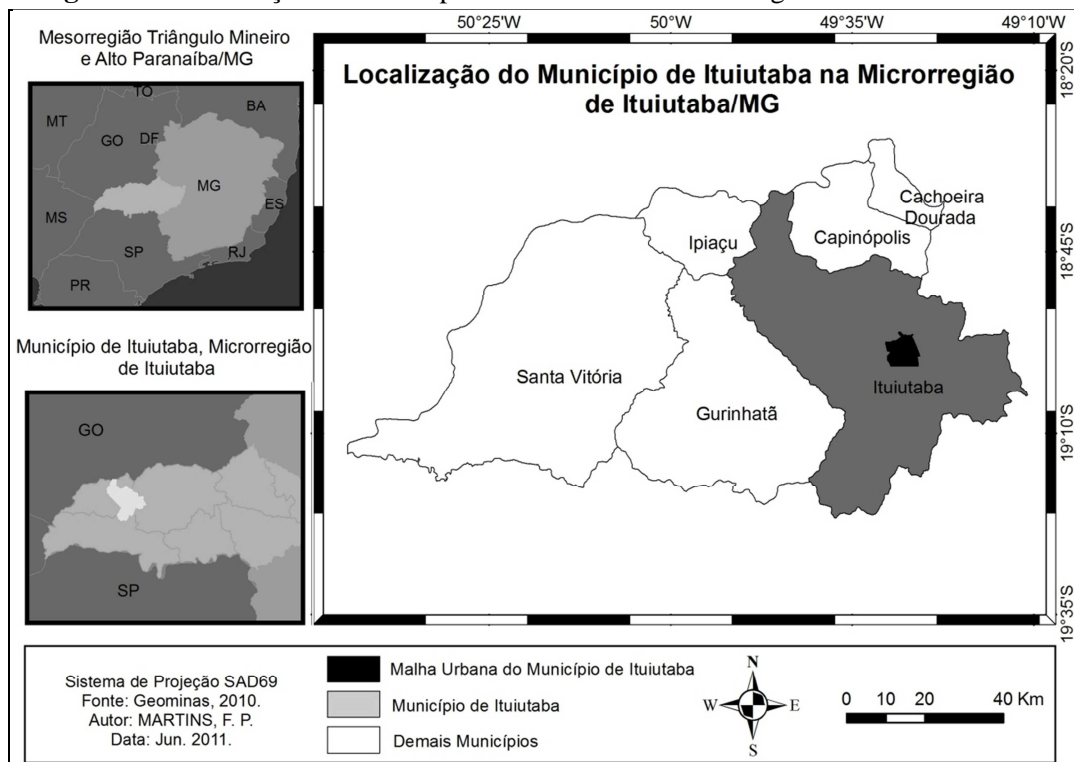 Mesorregião Triângulo Mineiro
e Alto Paranaíba/MG
TO
BA
MT
GO
DF
MG
ES
MS
SP
RJ
PR
Município de Ituiutaba, Microrregião
de Ituiutaba
GO
SP
50°25'W
50°W
49°35'W
49°10'W
Localização do Município de Ituiutaba na Microrregião
de Ituiutaba/MG
18°20'S
18°45'S
19°10'S
19°35'S
Cachoeira
Dourada
Ipiaçu
Capinópolis
Santa Vitória
Ituiutaba
Gurinhatã
Sistema de Projeção SAD69
Fonte: Geominas, 2010.
Autor: MARTINS, F. P.
Data: Jun. 2011.
Malha Urbana do Município de Ituiutaba
Município de Ituiutaba
Demais Municípios
N
W
E
S
0 10 20 40 Km